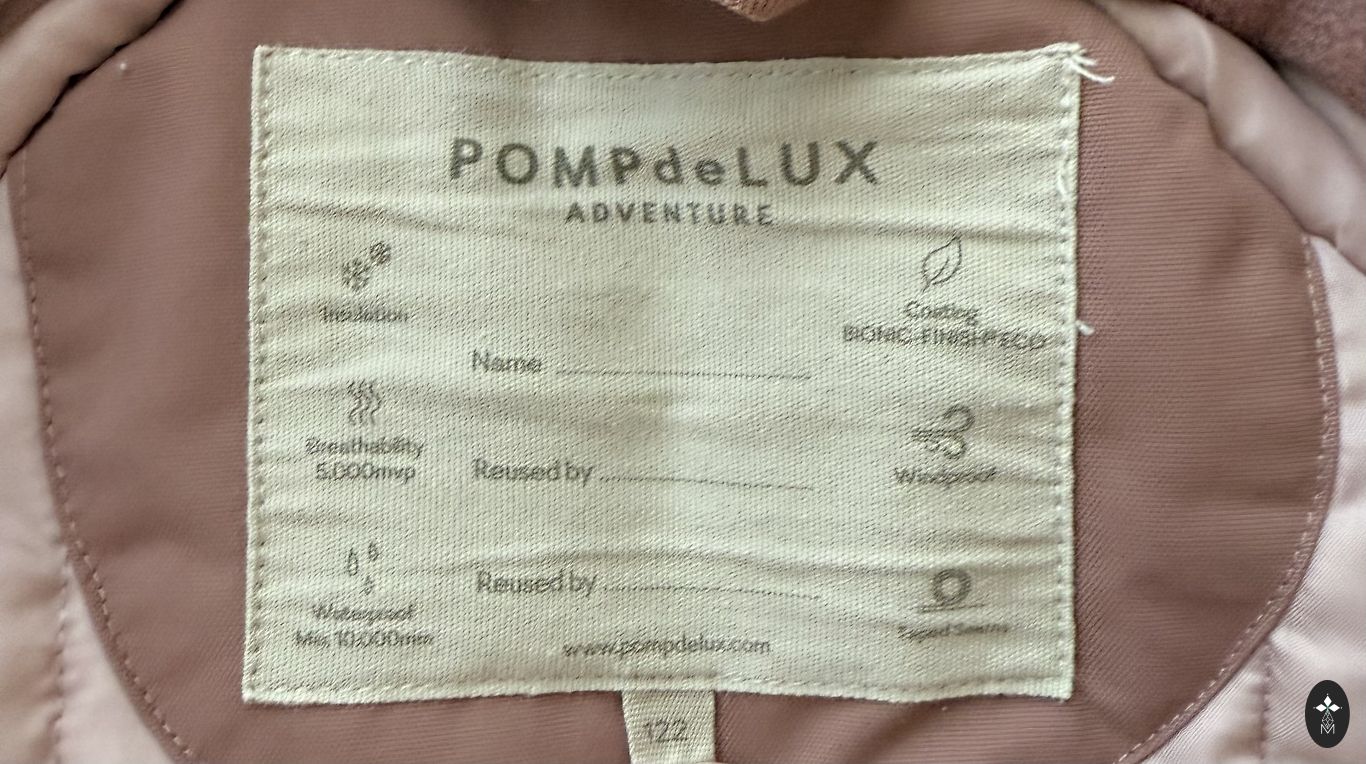 POMPdeLUX
ADVENTURE
Insulation
Coating
BIONIC-FINISH®ECO
Name
Breathability
5.000mvp
Reused by
Windproof
Waterproof
Min. 10.000mm
Reused by
Taped Seams
www.pompdelux.com
122
M